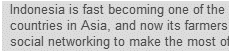 Indonesia is fast becoming one of the
countries in Asia, and now its farmers
social networking to make the most of